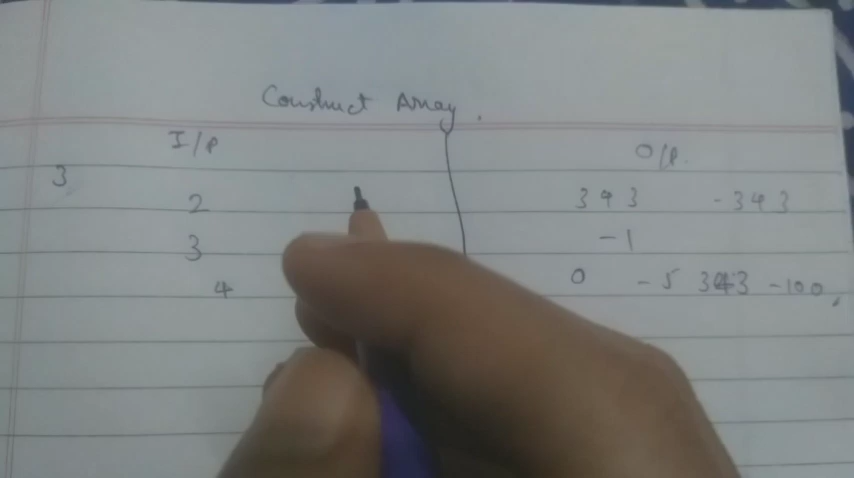 Construct Array.
I/P O/P.
3
2 343 -343
3 -1
4 0 -5 343 -100,